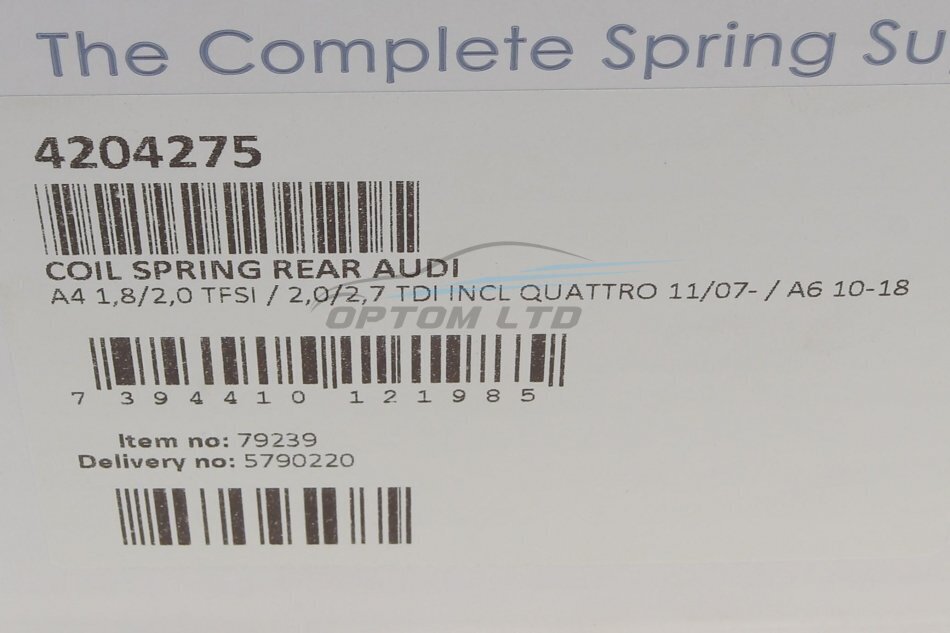 The Complete Spring Su
4204275
COIL SPRING REAR AUDI
A4 1,8/2,0 TFSI / 2,0/2,7 TDI INCL QUATTRO 11/07- / A6 10-18
OPTOM LTD
7 394410 121985
Item no: 79239
Delivery no: 5790220